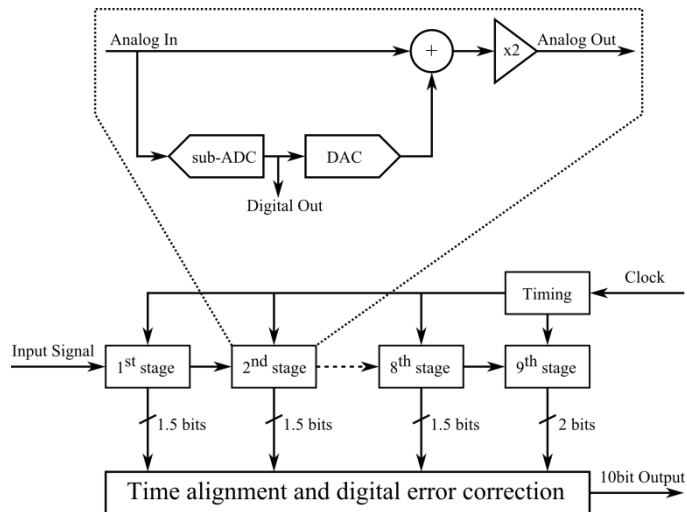 Analog In
+
x2
Analog Out
sub-ADC
DAC
Digital Out
Clock
Timing
Input Signal
1st stage
2nd stage
8th stage
9th stage
1.5 bits
1.5 bits
1.5 bits
2 bits
10bit Output
Time alignment and digital error correction